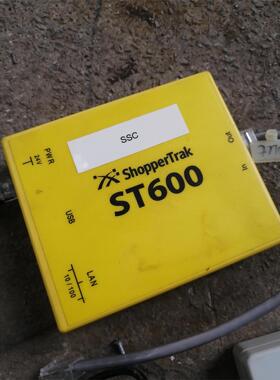 SSC
ShopperTrak
ST600
PWR
24V
USB
LAN
10 / 100
Out
In